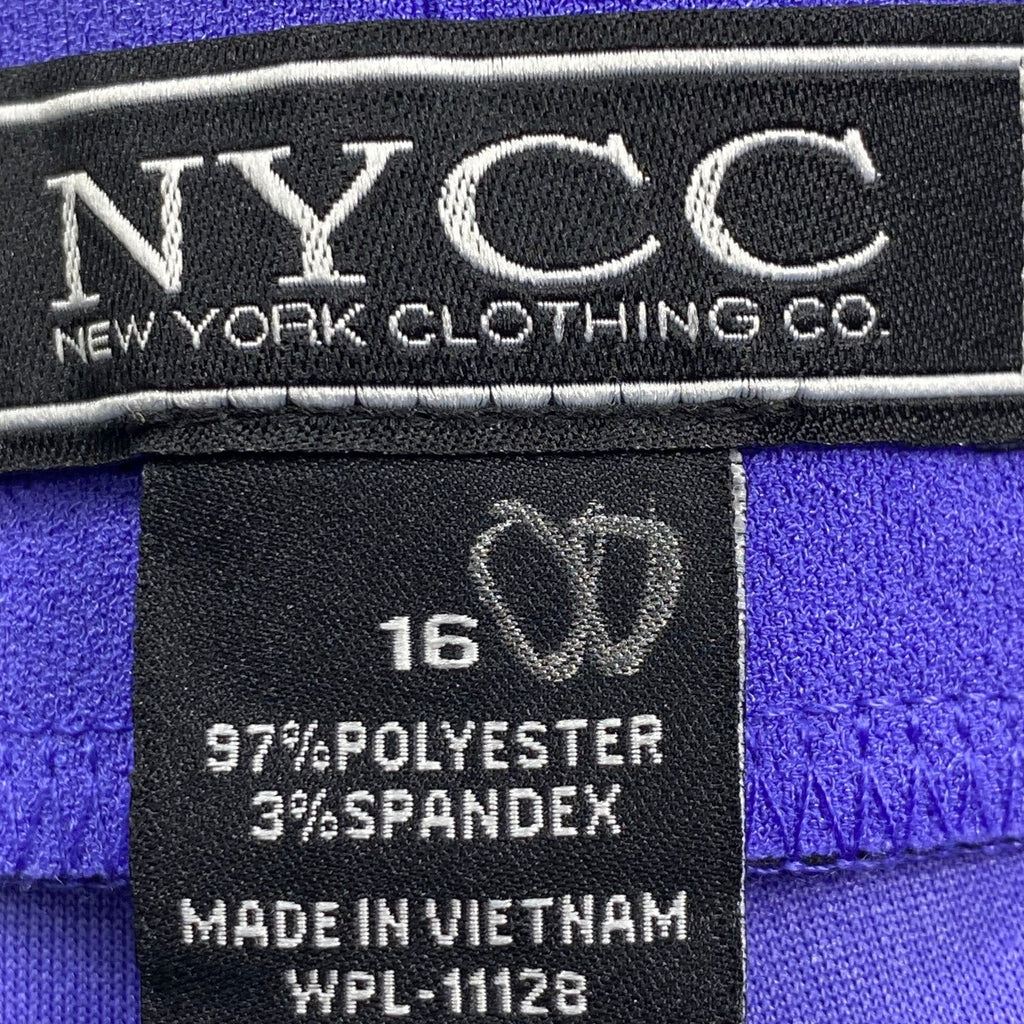 NYCC
NEW YORK CLOTHING CO.
16
97%POLYESTER
3%SPANDEX
MADE IN VIETNAM
WPL-11128